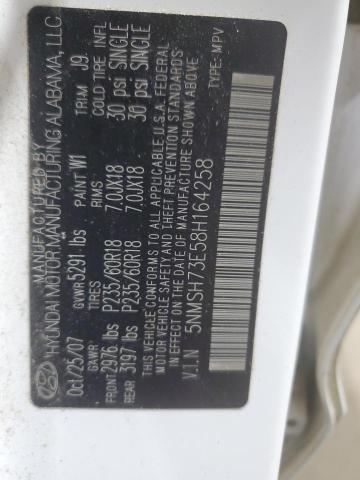 MANUFACTURED BY
HYUNDAI MOTOR MANUFACTURING ALABAMA, LLC
Oct/25/07 GVWR 5291 lbs PAINT W1 TRIM J9
GAWR TIRES RIMS COLD TIRE INFL
FRONT 2976 lbs P235/60R18 7.0JX18 30 psi SINGLE
REAR 3197 lbs P235/60R18 7.0JX18 30 psi SINGLE
THIS VEHICLE CONFORMS TO ALL APPLICABLE U.S.A. FEDERAL
MOTOR VEHICLE SAFETY AND THEFT PREVENTION STANDARDS
IN EFFECT ON THE DATE OF MANUFACTURE SHOWN ABOVE
V.I.N 5NMSH73E58H164258 TYPE: MPV